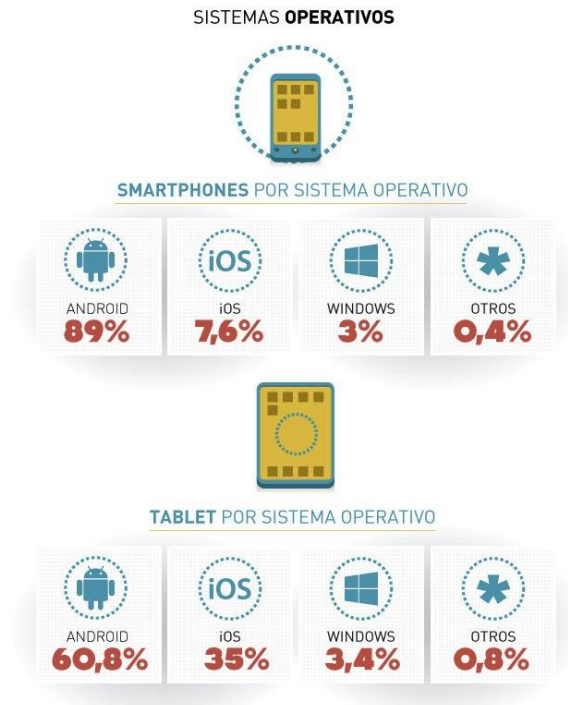 SISTEMAS OPERATIVOS
SMARTPHONES POR SISTEMA OPERATIVO
iOS
ANDROID iOS WINDOWS OTROS
89% 7,6% 3% 0,4%
TABLET POR SISTEMA OPERATIVO
iOS
ANDROID iOS WINDOWS OTROS
60,8% 35% 3,4% 0,8%